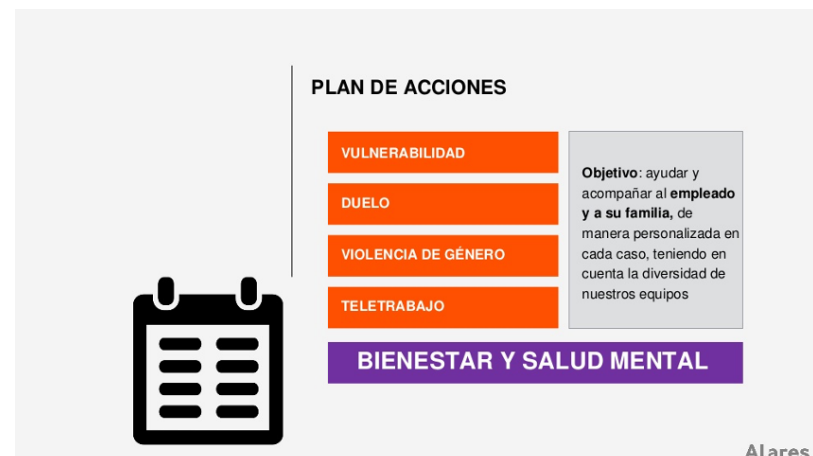 PLAN DE ACCIONES
VULNERABILIDAD
DUELO
VIOLENCIA DE GÉNERO
TELETRABAJO
Objetivo: ayudar y
acompañar al empleado
y a su familia, de
manera personalizada en
cada caso, teniendo en
cuenta la diversidad de
nuestros equipos
BIENESTAR Y SALUD MENTAL
Alares